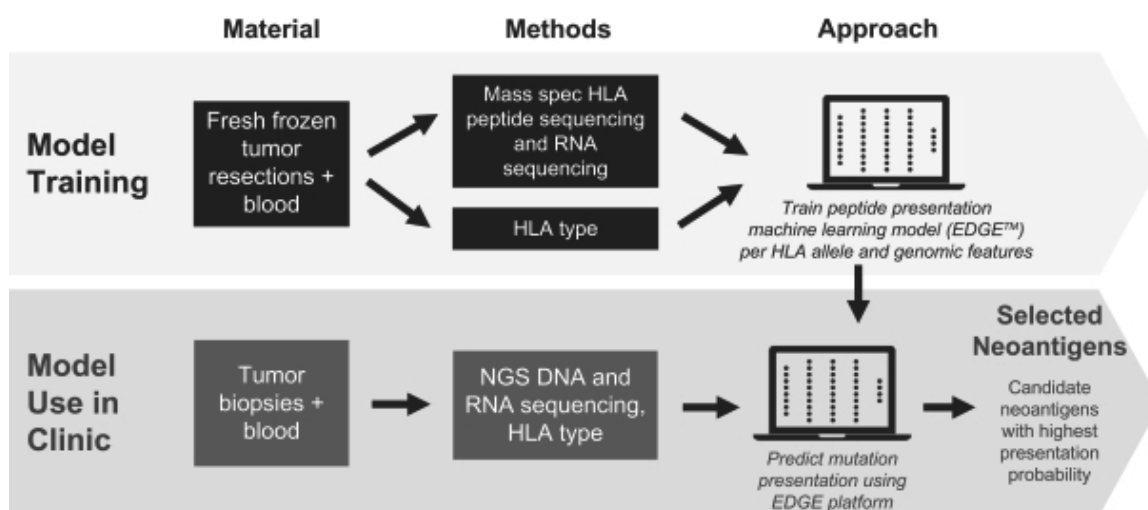 Material
Methods
Approach
Model
Training
Fresh frozen
tumor
resections +
blood
Mass spec HLA
peptide sequencing
and RNA
sequencing
HLA type
Train peptide presentation
machine learning model (EDGE™)
per HLA allele and genomic features
Model
Use in
Clinic
Tumor
biopsies +
blood
NGS DNA and
RNA sequencing,
HLA type
Predict mutation
presentation using
EDGE platform
Selected
Neoantigens
Candidate
neoantigens
with highest
presentation
probability